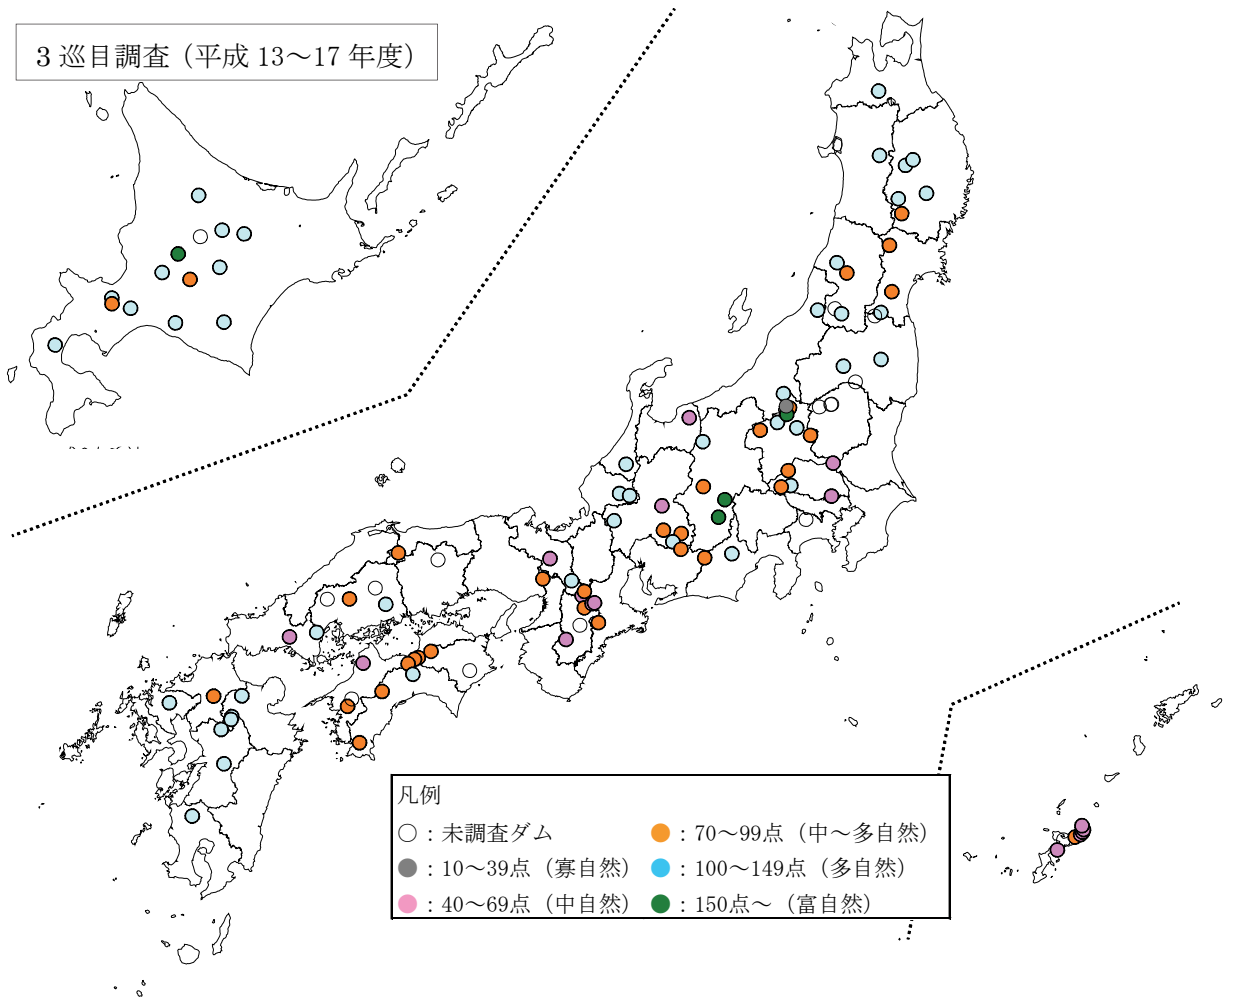 ３巡目調査（平成 13～17 年度）
凡例
○：未調査ダム
●：10～39点（寡自然）
●：40～69点（中自然）
●：70～99点（中～多自然）
●：100～149点（多自然）
●：150点～（富自然）